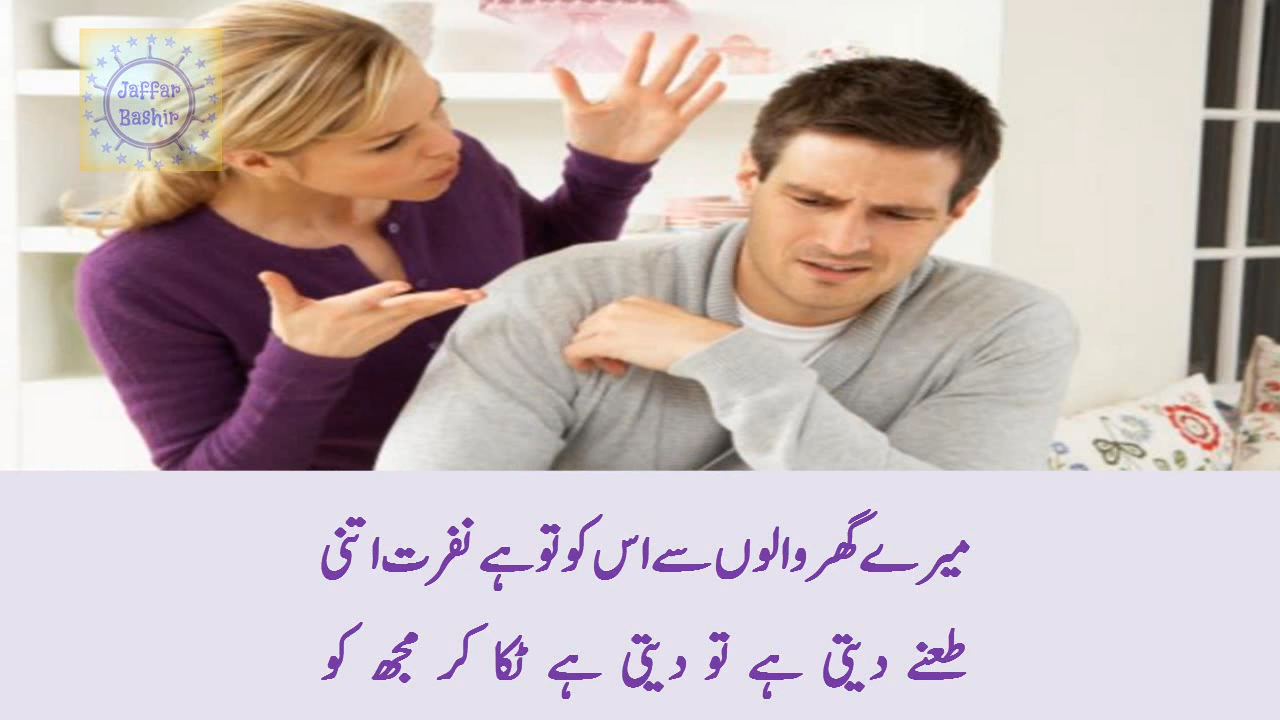 Jaffar
Bashir
میرے گھر والوں سے اس کو تو ہے نفرت اتنی
طعنے دیتی ہے تو دیتی ہے ٹکا کر مجھ کو